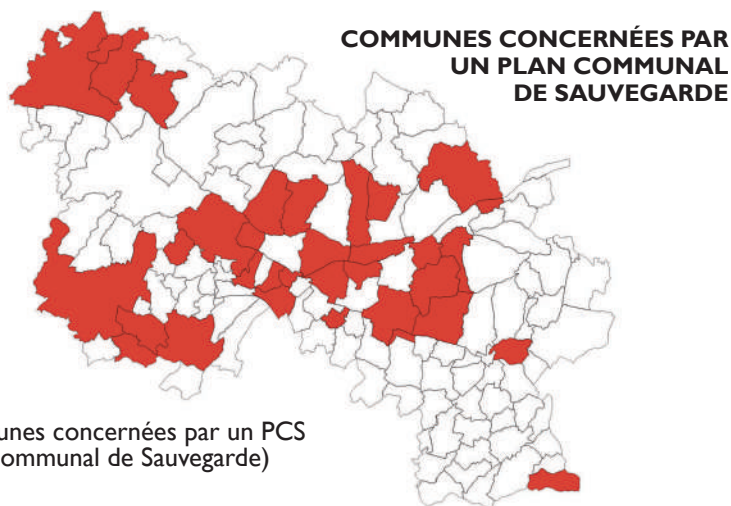 COMMUNES CONCERNÉES PAR
UN PLAN COMMUNAL
DE SAUVEGARDE
unes concernées par un PCS
ommunal de Sauvegarde)